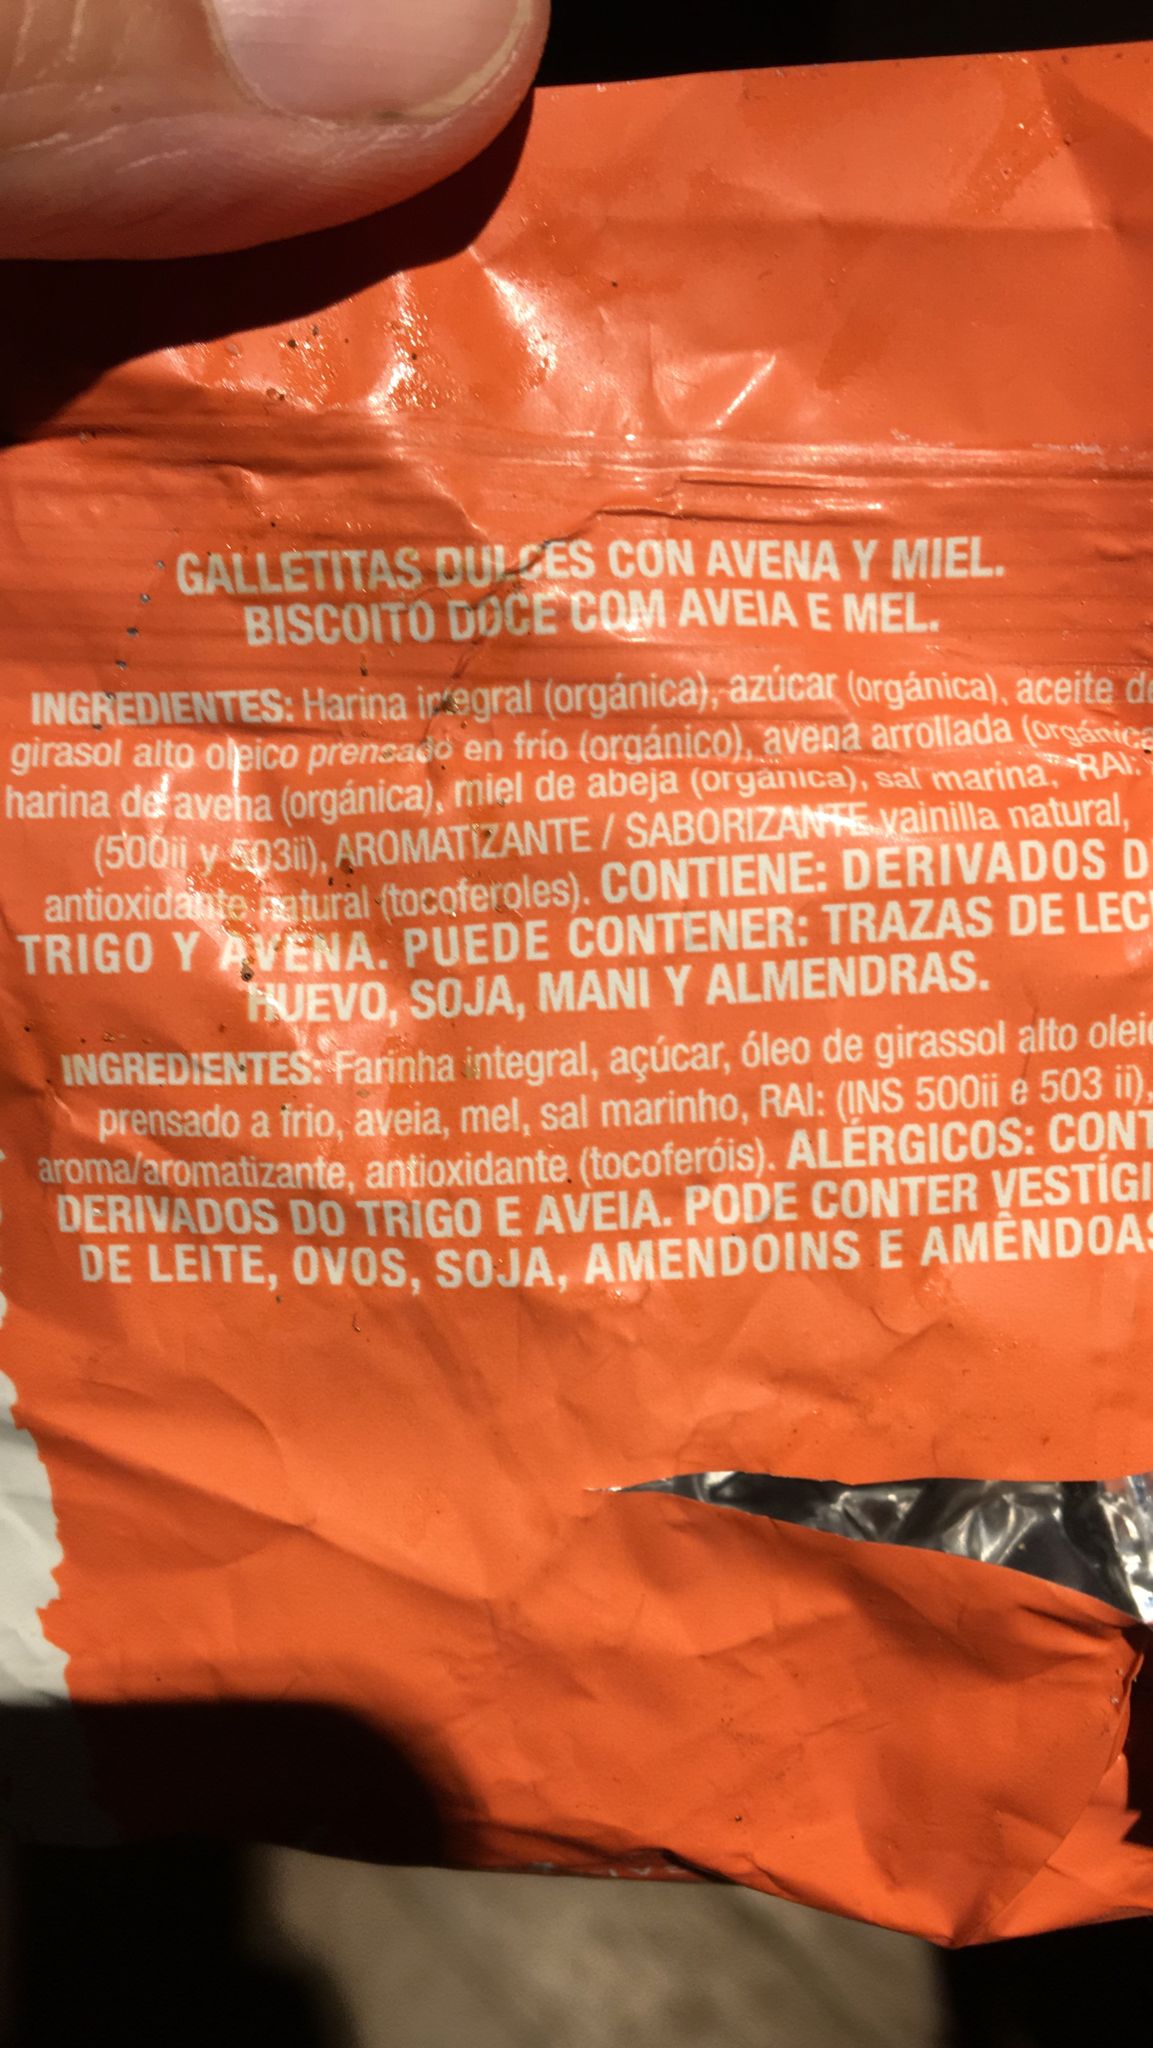 GALLETITAS DULCES CON AVENA Y MIEL.
BISCOITO DOCE COM AVEIA E MEL.
INGREDIENTES: Harina integral (orgánica), azúcar (orgánica), aceite de
girasol alto oleico prensado en frío (orgánico), avena arrollada (orgánica
harina de avena (orgánica), miel de abeja (orgánica), sal marina, RAI:
(500ii y 503ii), AROMATIZANTE / SABORIZANTE vainilla natural,
antioxidante natural (tocoferoles). CONTIENE: DERIVADOS D
TRIGO Y AVENA. PUEDE CONTENER: TRAZAS DE LEC
HUEVO, SOJA, MANI Y ALMENDRAS.
INGREDIENTES: Farinha integral, açúcar, óleo de girassol alto oleic
prensado a frio, aveia, mel, sal marinho, RAI: (INS 500ii e 503 ii),
aroma/aromatizante, antioxidante (tocoferóis). ALÉRGICOS: CONT
DERIVADOS DO TRIGO E AVEIA. PODE CONTER VESTÍGI
DE LEITE, OVOS, SOJA, AMENDOINS E AMÊNDOAS